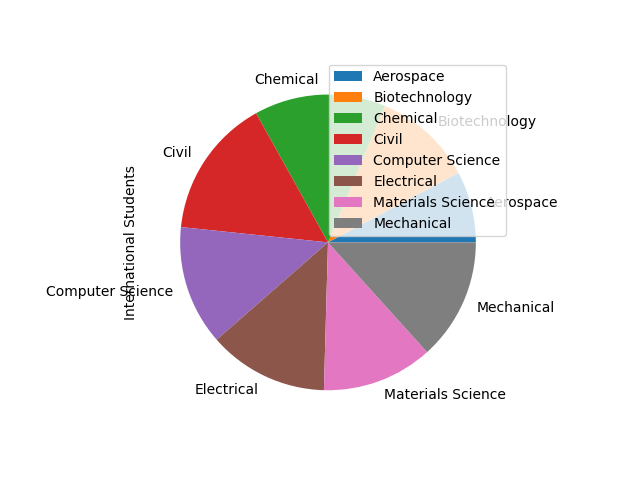 Aerospace
Biotechnology
Chemical
Civil
Computer Science
Electrical
Materials Science
Mechanical
Chemical
Biotechnology
Civil
Aerospace
International Students
Computer Science
Mechanical
Electrical
Materials Science